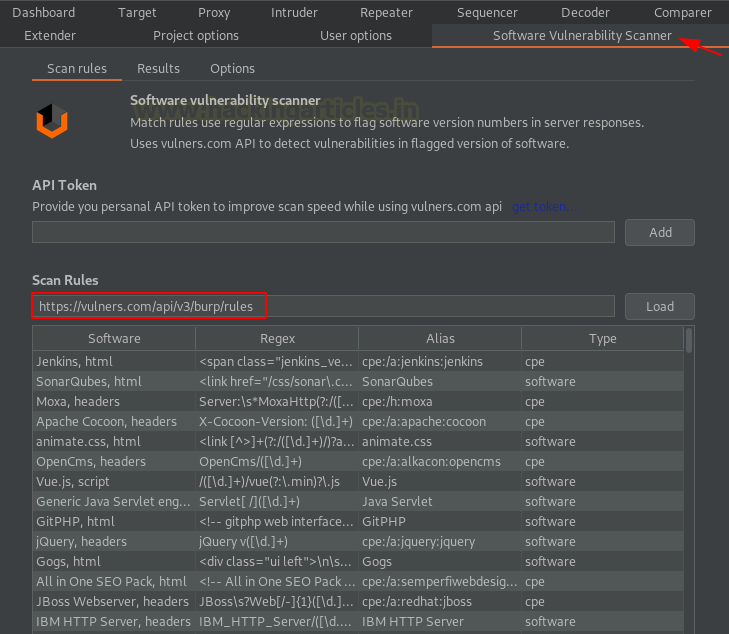 Dashboard Target Proxy Intruder Repeater Sequencer Decoder Comparer
Extender Project options User options Software Vulnerability Scanner
Scan rules Results Options
Software vulnerability scanner
www.hackingarticles.in
Match rules use regular expressions to flag software version numbers in server responses.
Uses vulners.com API to detect vulnerabilities in flagged version of software.
API Token
Provide you persanal API token to improve scan speed while using vulners.com api get token...
Add
Scan Rules
https://vulners.com/api/v3/burp/rules Load
Software Regex Alias Type
Jenkins, html <span class="jenkins_ve... cpe:/a:jenkins:jenkins cpe
SonarQubes, html <link href="/css/sonar\.c... SonarQubes software
Moxa, headers Server:\s*MoxaHttp(?:/([... cpe:/h:moxa cpe
Apache Cocoon, headers X-Cocoon-Version: ([\d.]+) cpe:/a:apache:cocoon cpe
animate.css, html <link [^>]+(?:/([\d.]+)/)?a... animate.css software
OpenCms, headers OpenCms/([\d.]+) cpe:/a:alkacon:opencms cpe
Vue.js, script /([\d.]+)/vue(?:\.min)?\.js Vue.js software
Generic Java Servlet eng... Servlet[ /]([\d.]+) Java Servlet software
GitPHP, html <!-- gitphp web interface... GitPHP software
jQuery, headers jQuery v([\d.]+) cpe:/a:jquery:jquery software
Gogs, html <div class="ui left">\n\s... Gogs software
All in One SEO Pack, html <!-- All in One SEO Pack ... cpe:/a:semperfiwebdesig... cpe
JBoss Webserver, headers JBoss\s?Web[/-]{1}([\d.]... cpe:/a:redhat:jboss cpe
IBM HTTP Server, headers IBM_HTTP_Server/([\d.... IBM HTTP Server software